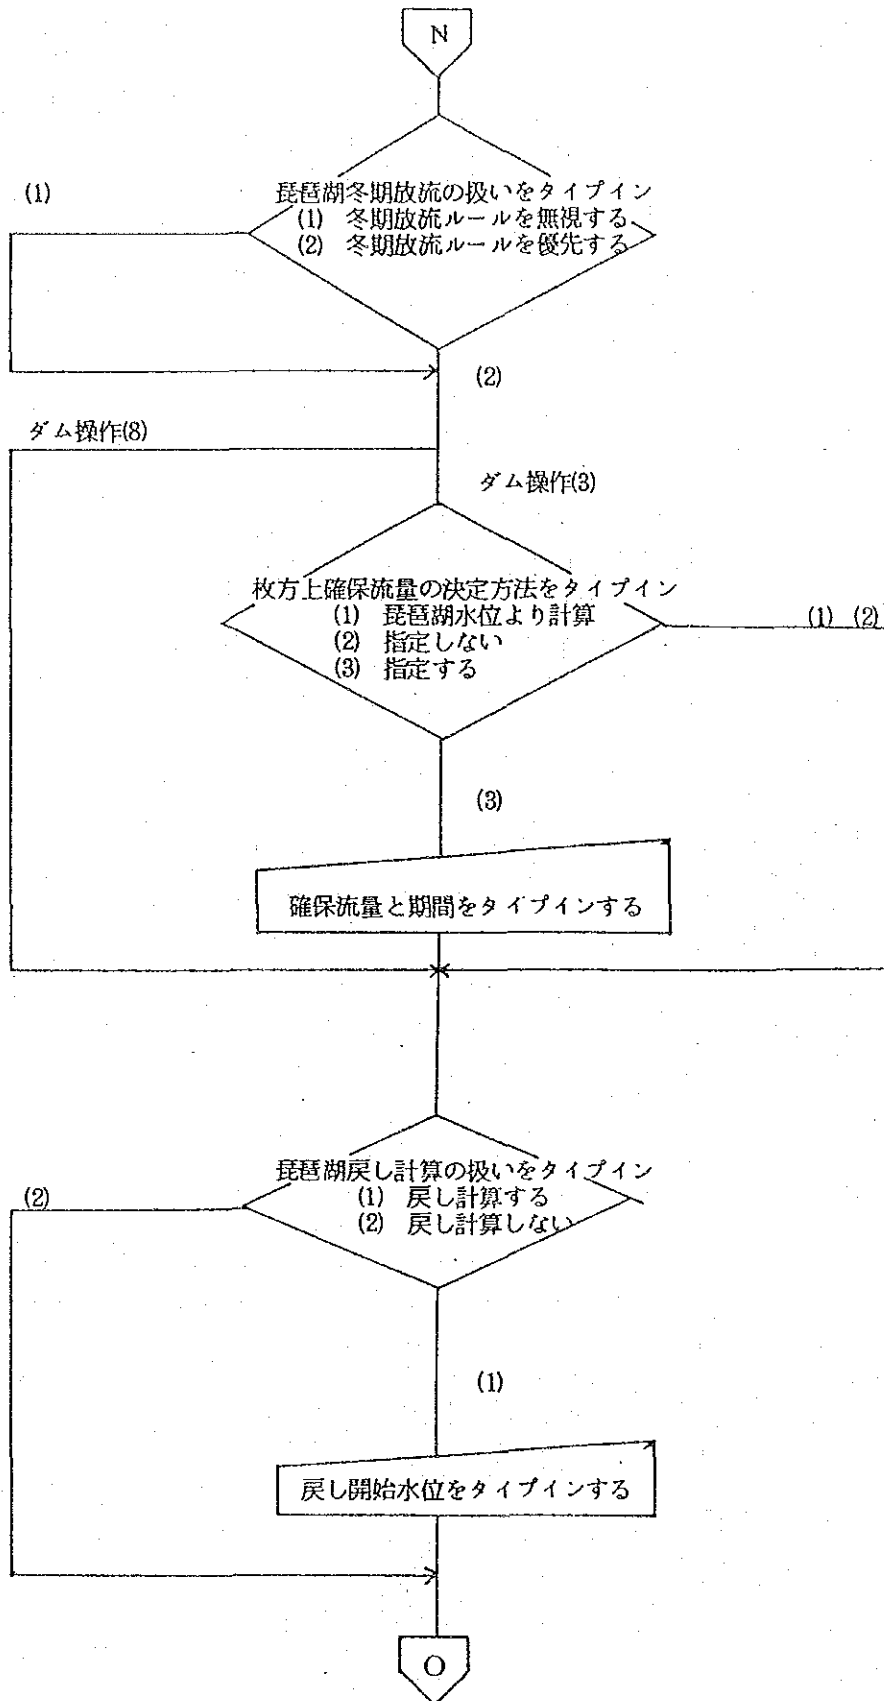 N
(1)
琵琶湖冬期放流の扱いをタイプイン
(1) 冬期放流ルールを無視する
(2) 冬期放流ルールを優先する
(2)
ダム操作(8)
ダム操作(3)
枚方上確保流量の決定方法をタイプイン
(1) 琵琶湖水位より計算
(2) 指定しない
(3) 指定する
(1) (2)
(3)
確保流量と期間をタイプインする
琵琶湖戻し計算の扱いをタイプイン
(1) 戻し計算する
(2) 戻し計算しない
(2)
(1)
戻し開始水位をタイプインする
O